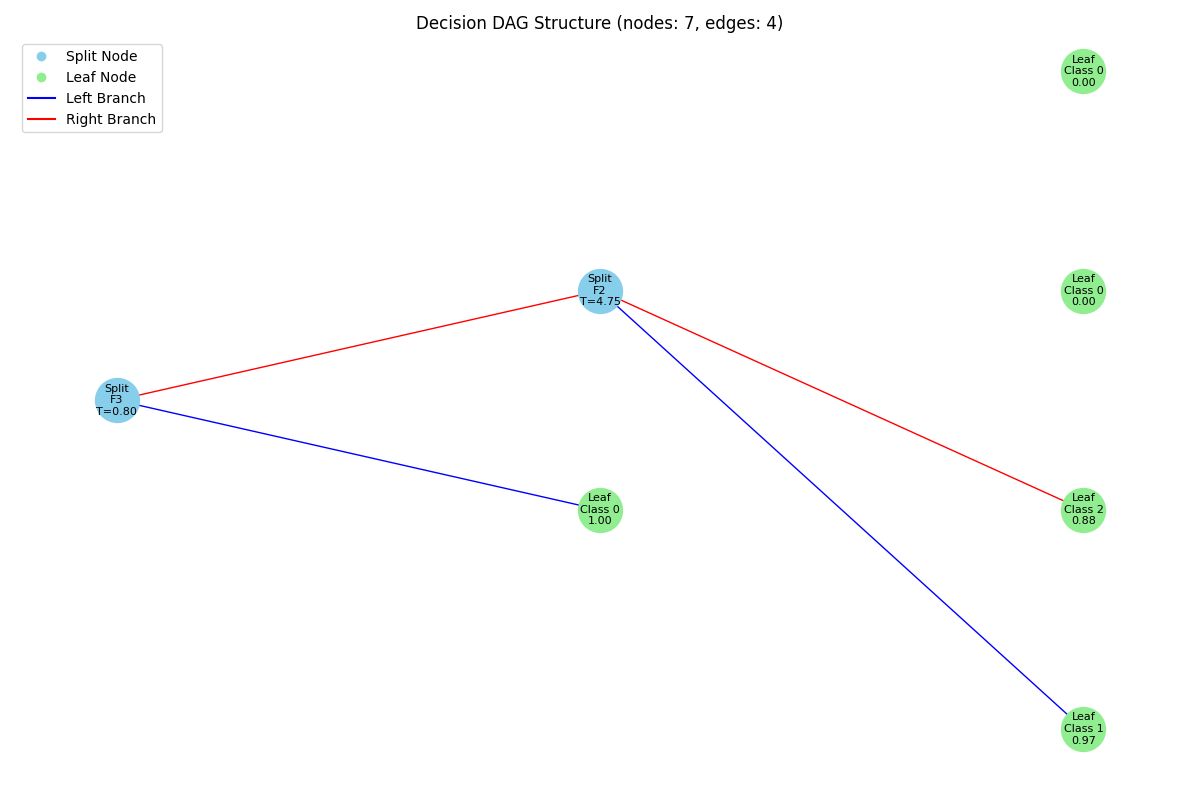 Decision DAG Structure (nodes: 7, edges: 4)
Split Node
Leaf Node
Left Branch
Right Branch
Leaf
Class 0
0.00
Split
F2
T=4.75
Leaf
Class 0
0.00
Split
F3
T=0.80
Leaf
Class 0
1.00
Leaf
Class 2
0.88
Leaf
Class 1
0.97